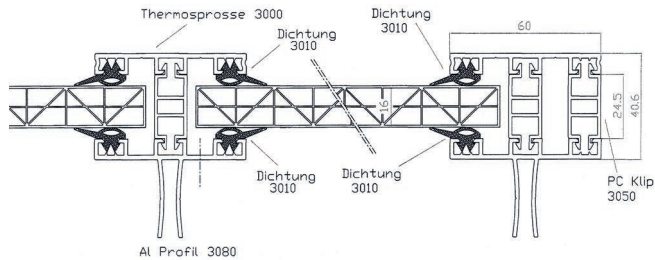 Thermosprosse 3000
Dichtung
3010
Dichtung
3010
60
16
24.5
40.6
Dichtung
3010
Dichtung
3010
PC Klip
3050
Al Profil 3080